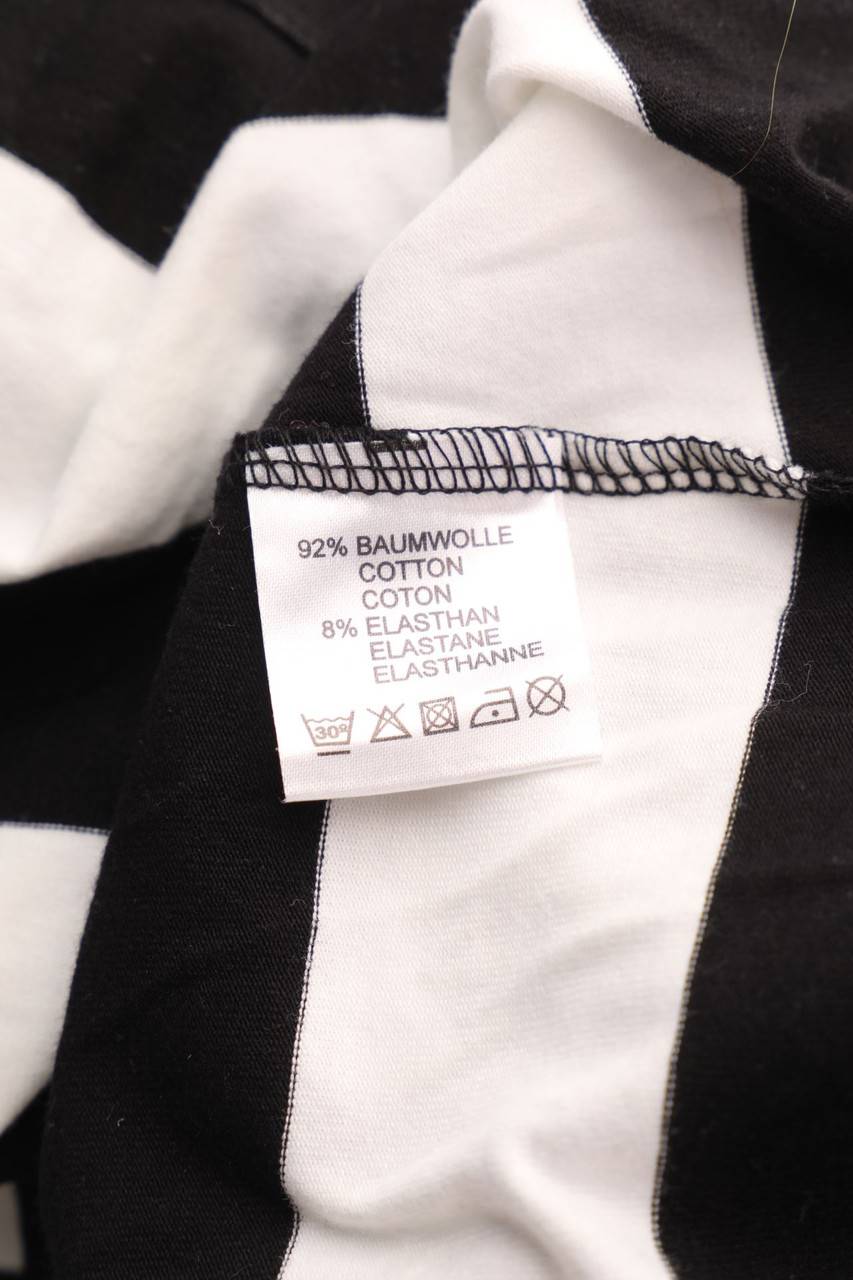 92% BAUMWOLLE
COTTON
COTON
8% ELASTHAN
ELASTANE
ELASTHANNE
30°